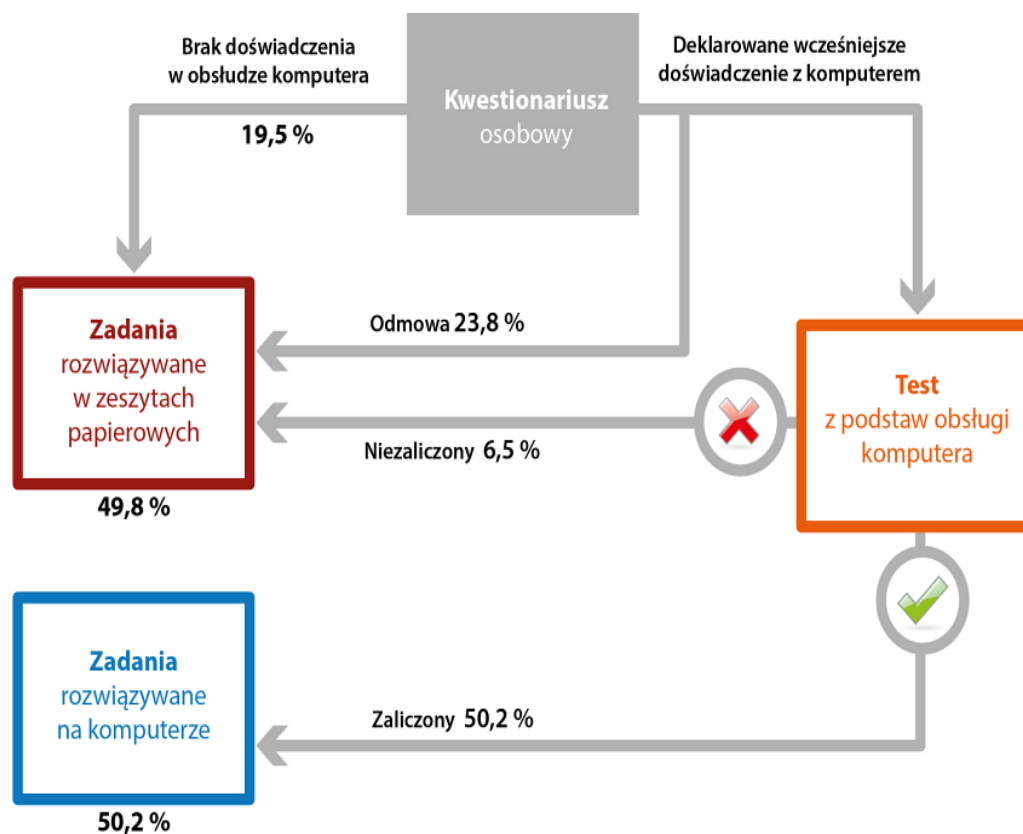 Brak doświadczenia
w obsłudze komputera
19,5 %
Kwestionariusz
osobowy
Deklarowane wcześniejsze
doświadczenie z komputerem
Zadania
rozwiązywane
w zeszytach
papierowych
49,8 %
Odmowa 23,8 %
Niezaliczony 6,5 %
Test
z podstaw obsługi
komputera
Zadania
rozwiązywane
na komputerze
50,2 %
Zaliczony 50,2 %